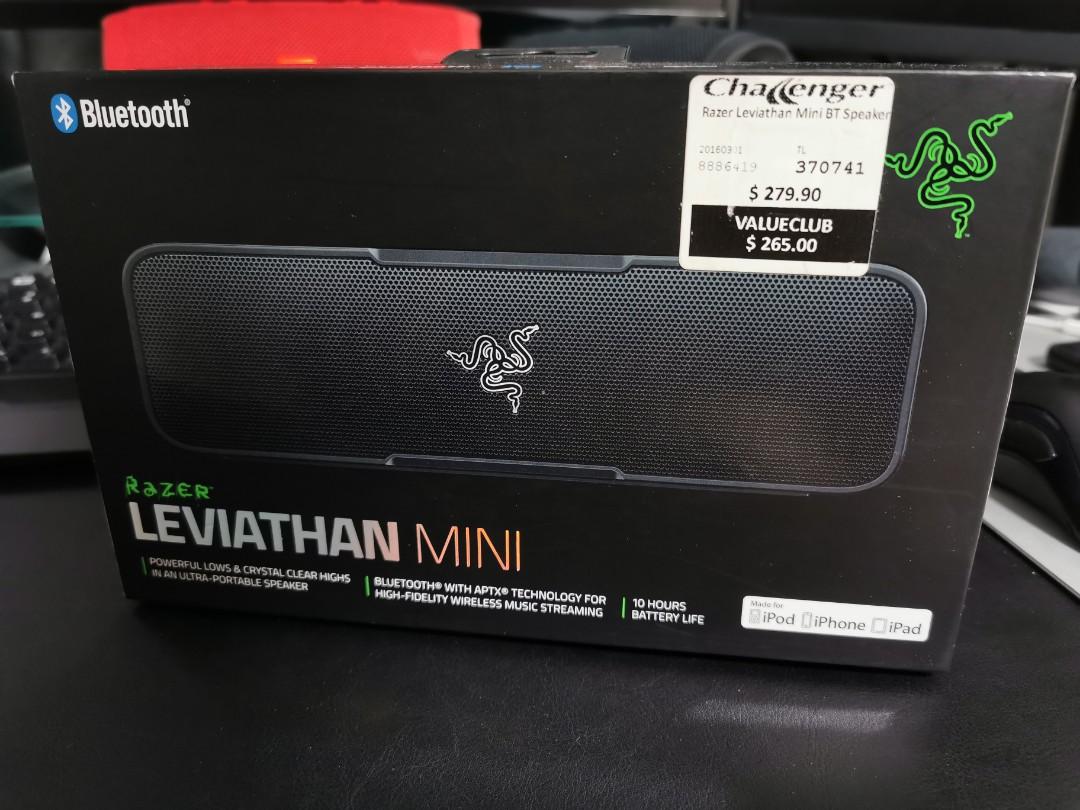 Bluetooth®
Challenger
Razer Leviathan Mini BT Speaker
TL
8886419 370741
$ 279.90
VALUECLUB
$ 265.00
RAZER™
LEVIATHAN MINI
POWERFUL LOWS & CRYSTAL CLEAR HIGHS
IN AN ULTRA-PORTABLE SPEAKER
BLUETOOTH® WITH APTX® TECHNOLOGY FOR
HIGH-FIDELITY WIRELESS MUSIC STREAMING
10 HOURS
BATTERY LIFE
Made for
iPod iPhone iPad